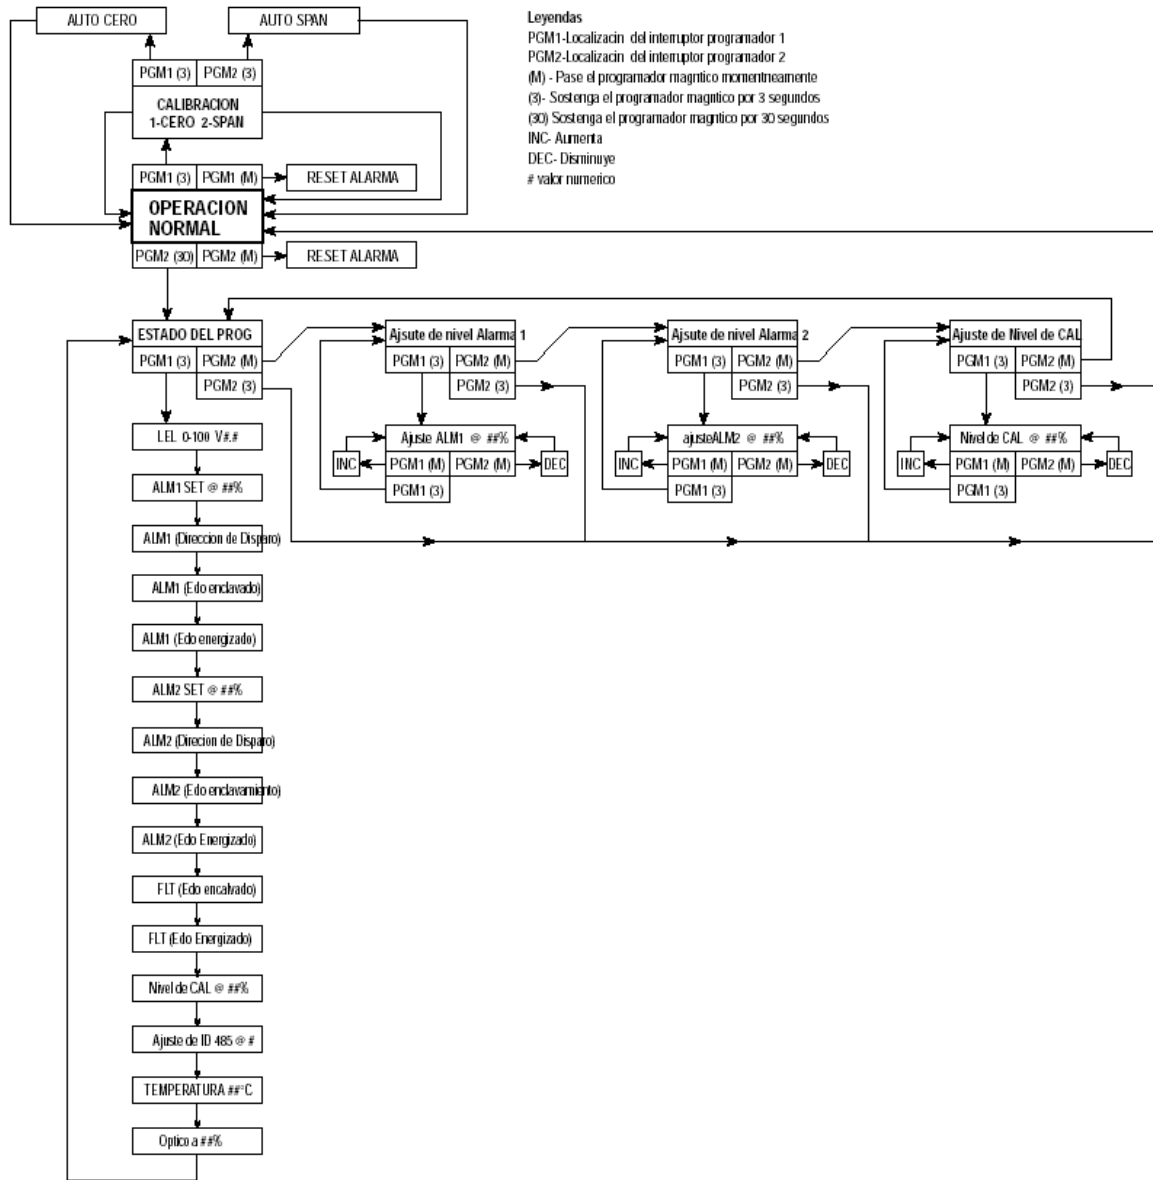 AUTO CERO
AUTO SPAN
Leyendas
PGM1-Localizacin del interruptor programador 1
PGM2-Localizacin del interruptor programador 2
(M) - Pase el programador magntico momentneamente
(3)- Sostenga el programador magntico por 3 segundos
(30) Sostenga el programador magntico por 30 segundos
INC- Aumenta
DEC- Disminuye
# valor numerico
PGM1 (3) PGM2 (3)
CALIBRACION
1-CERO 2-SPAN
PGM1 (3) PGM1 (M)
RESET ALARMA
OPERACION
NORMAL
PGM2 (30) PGM2 (M)
RESET ALARMA
ESTADO DEL PROG
PGM1 (3) PGM2 (M)
PGM2 (3)
Ajsute de nivel Alarma 1
PGM1 (3) PGM2 (M)
PGM2 (3)
Ajsute de nivel Alarma 2
PGM1 (3) PGM2 (M)
PGM2 (3)
Ajuste de Nivel de CAL
PGM1 (3) PGM2 (M)
PGM2 (3)
Ajuste ALM1 @ ##%
INC
PGM1 (M) PGM2 (M)
DEC
PGM1 (3)
ajusteALM2 @ ##%
INC
PGM1 (M) PGM2 (M)
DEC
PGM1 (3)
Nivel de CAL @ ##%
INC
PGM1 (M) PGM2 (M)
DEC
PGM1 (3)
LEL 0-100 V#.#
ALM1 SET @ ##%
ALM1 (Direccion de Disparo)
ALM1 (Edo enclavado)
ALM1 (Edo energizado)
ALM2 SET @ ##%
ALM2 (Direcion de Disparo)
ALM2 (Edo enclavamiento)
ALM2 (Edo Energizado)
FLT (Edo encalvado)
FLT (Edo Energizado)
Nivel de CAL @ ##%
Ajuste de ID 485 @ #
TEMPERATURA ##°C
Optico a ##%